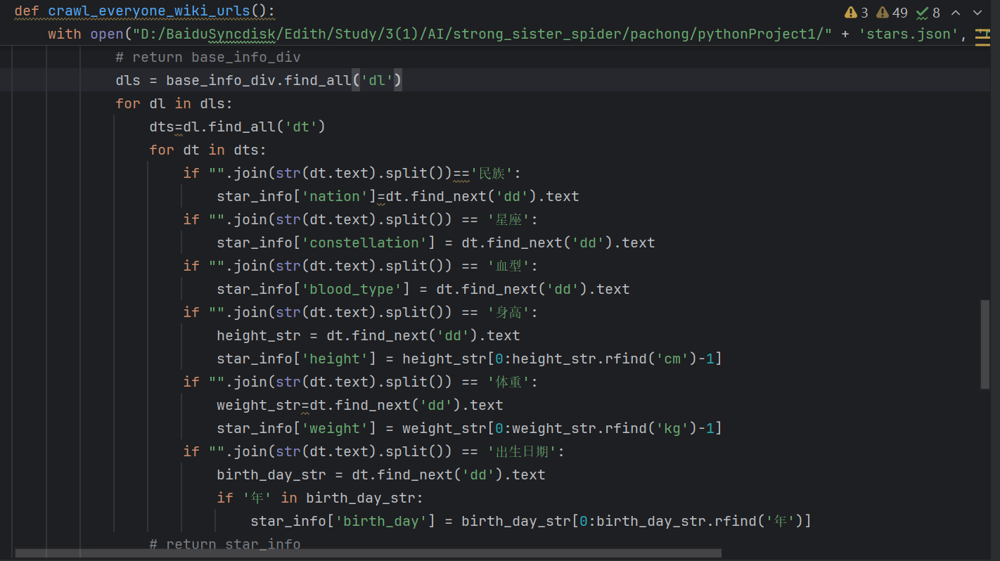 def crawl_everyone_wiki_urls():
3 49 8
with open("D:/BaiduSyncdisk/Edith/Study/3(1)/AI/strong_sister_spider/pachong/pythonProject1/" + 'stars.json',
# return base_info_div
dls = base_info_div.find_all('dl')
for dl in dls:
dts=dl.find_all('dt')
for dt in dts:
if "".join(str(dt.text).split())=='民族':
star_info['nation']=dt.find_next('dd').text
if "".join(str(dt.text).split()) == '星座':
star_info['constellation'] = dt.find_next('dd').text
if "".join(str(dt.text).split()) == '血型':
star_info['blood_type'] = dt.find_next('dd').text
if "".join(str(dt.text).split()) == '身高':
height_str = dt.find_next('dd').text
star_info['height'] = height_str[0:height_str.rfind('cm')-1]
if "".join(str(dt.text).split()) == '体重':
weight_str=dt.find_next('dd').text
star_info['weight'] = weight_str[0:weight_str.rfind('kg')-1]
if "".join(str(dt.text).split()) == '出生日期':
birth_day_str = dt.find_next('dd').text
if '年' in birth_day_str:
star_info['birth_day'] = birth_day_str[0:birth_day_str.rfind('年')]
# return star_info